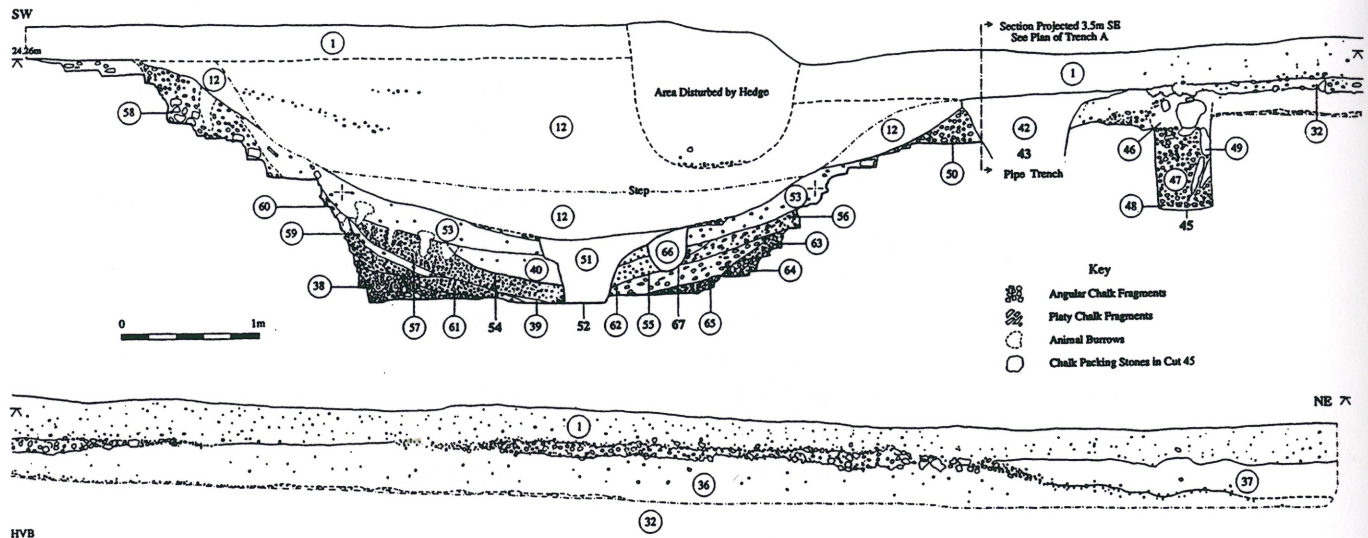 SW
24.26m
1
Section Projected 3.5m SE
See Plan of Trench A
1
12
Area Disturbed by Hedge
58
12
12
42
43
Pipe Trench
50
46
49
32
47
48
45
Step
60
53
12
53
56
59
53
51
66
63
40
64
38
57
61
54
39
52
62
55
67
65
0
1m
Key
Angular Chalk Fragments
Platy Chalk Fragments
Animal Burrows
Chalk Packing Stones in Cut 45
NE
1
36
37
32
HVB